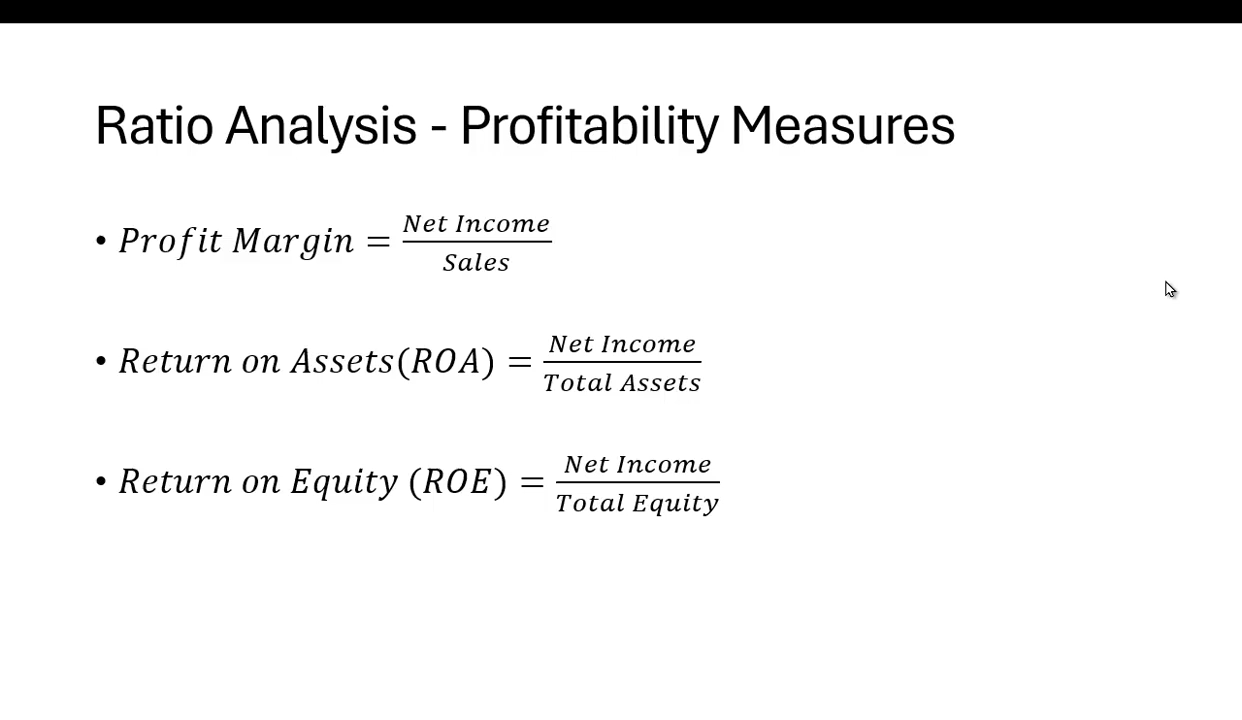 Ratio Analysis - Profitability Measures
• Profit Margin = Net Income / Sales
• Return on Assets(ROA) = Net Income / Total Assets
• Return on Equity (ROE) = Net Income / Total Equity